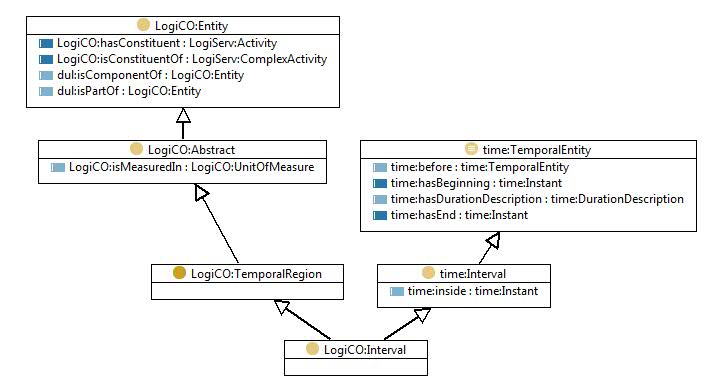 LogiCO:Entity
LogiCO:hasConstituent : LogiServ:Activity
LogiCO:isConstituentOf : LogiServ:ComplexActivity
dul:isComponentOf : LogiCO:Entity
dul:isPartOf : LogiCO:Entity
LogiCO:Abstract
LogiCO:isMeasuredIn : LogiCO:UnitOfMeasure
time:TemporalEntity
time:before : time:TemporalEntity
time:hasBeginning : time:Instant
time:hasDurationDescription : time:DurationDescription
time:hasEnd : time:Instant
LogiCO:TemporalRegion
time:Interval
time:inside : time:Instant
LogiCO:Interval